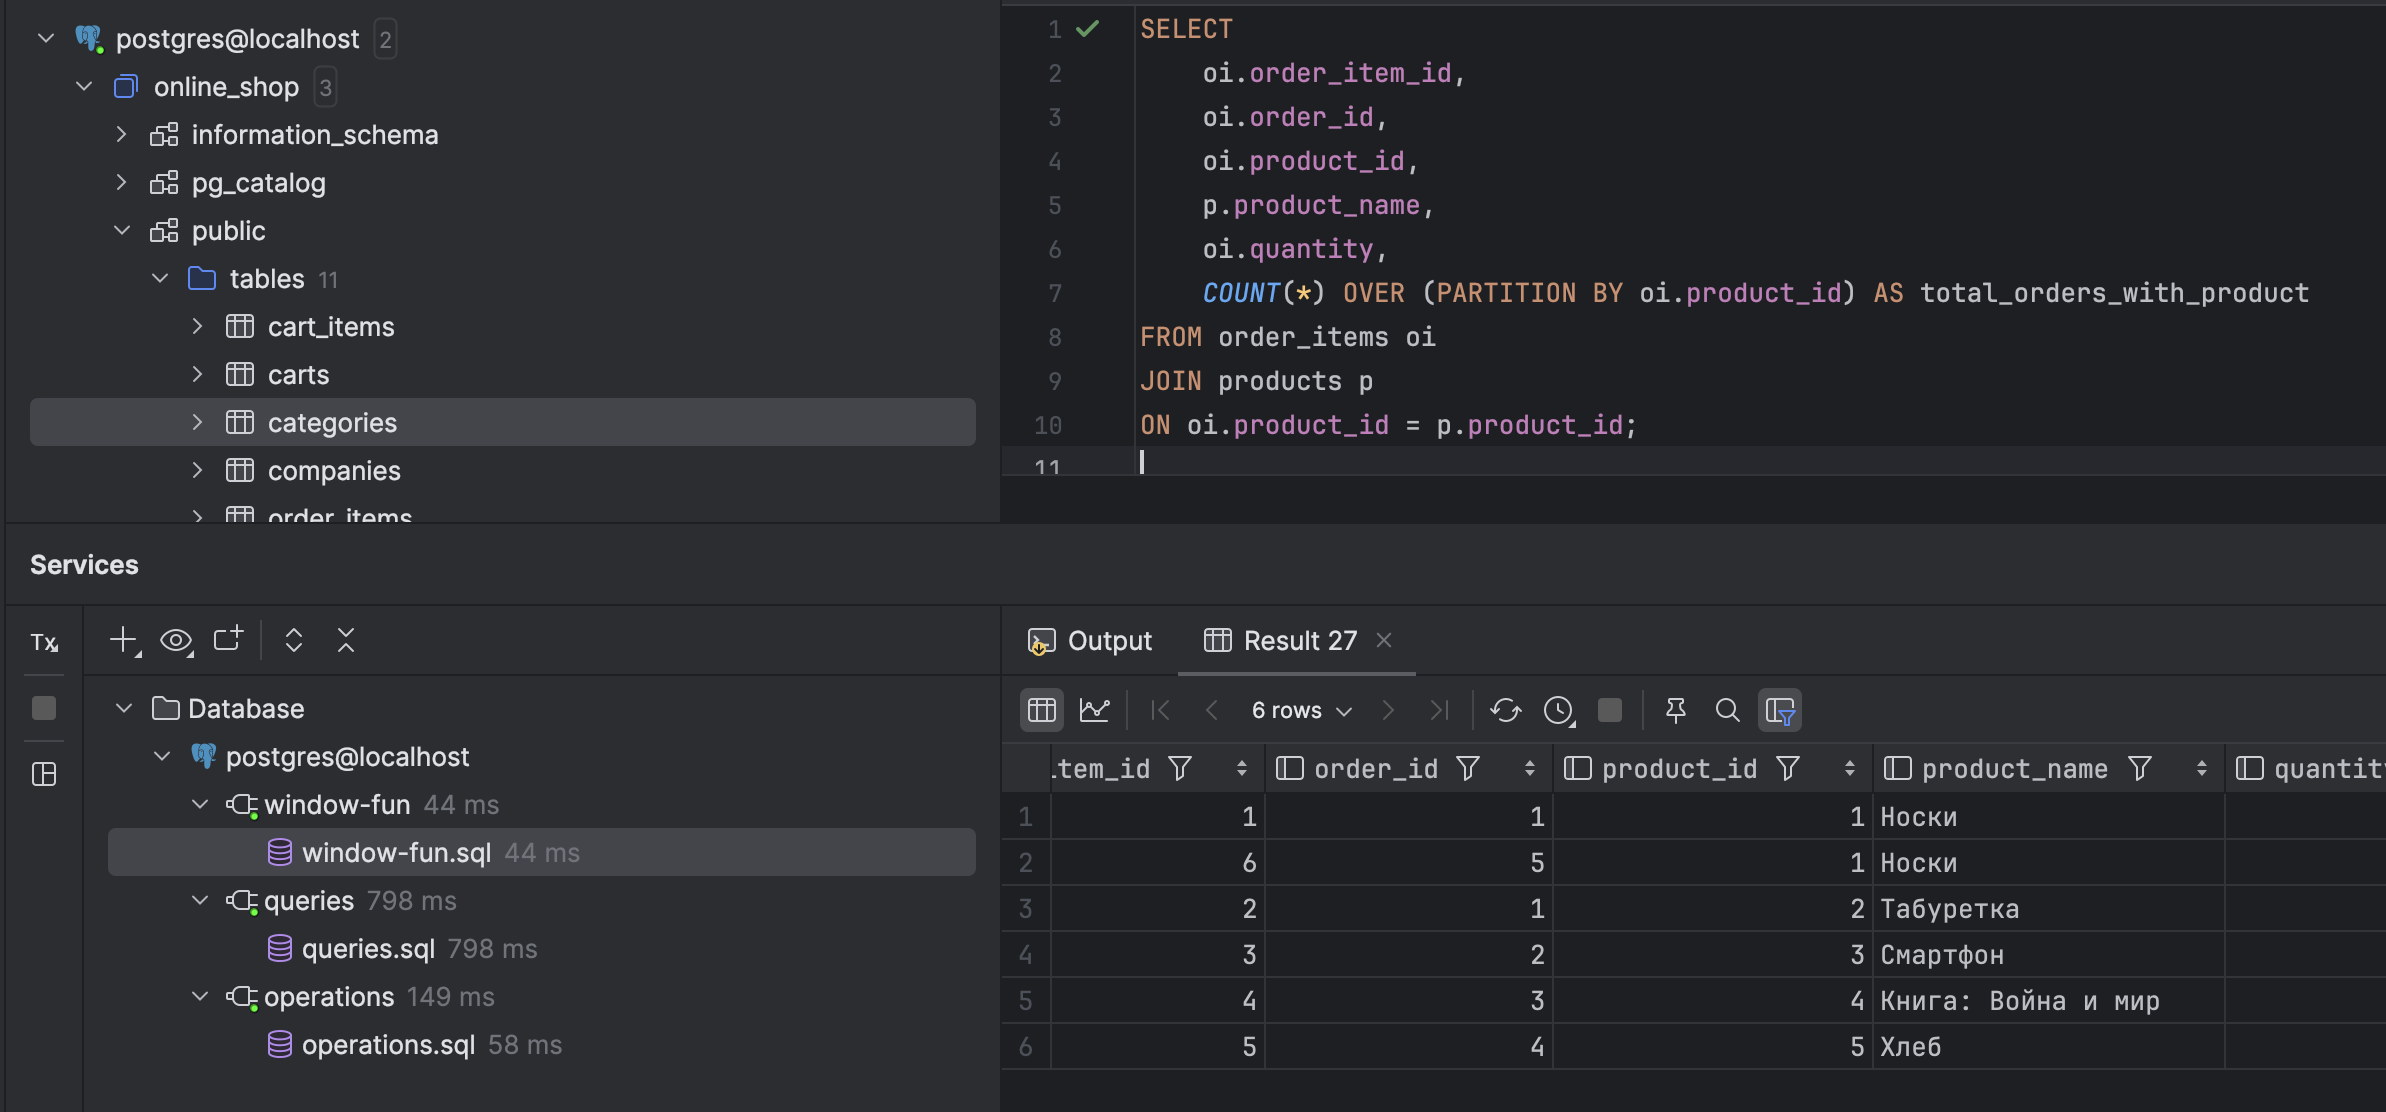 postgres@localhost 2
online_shop 3
information_schema
pg_catalog
public
tables 11
cart_items
carts
categories
companies
order_items
1 SELECT
2 oi.order_item_id,
3 oi.order_id,
4 oi.product_id,
5 p.product_name,
6 oi.quantity,
7 COUNT(*) OVER (PARTITION BY oi.product_id) AS total_orders_with_product
8 FROM order_items oi
9 JOIN products p
10 ON oi.product_id = p.product_id;
11
Services
Tx
Database
postgres@localhost
window-fun 44 ms
window-fun.sql 44 ms
queries 798 ms
queries.sql 798 ms
operations 149 ms
operations.sql 58 ms
Output Result 27
6 rows
tem_id order_id product_id product_name quantit
1 1 1 1 Носки
2 6 5 1 Носки
3 2 1 2 Табуретка
4 3 2 3 Смартфон
5 4 3 4 Книга: Война и мир
6 5 4 5 Хлеб